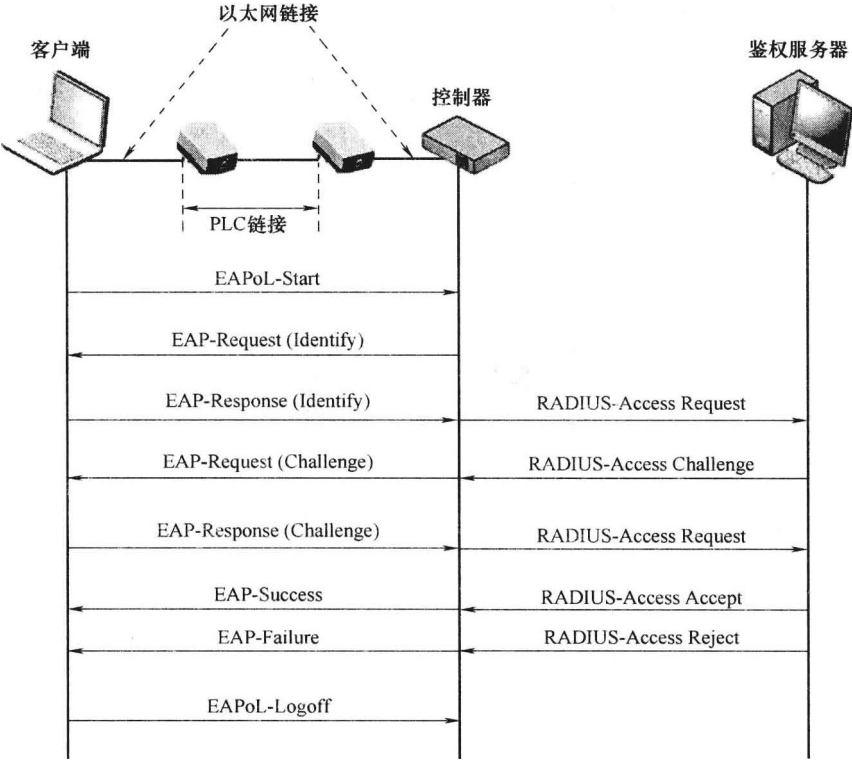 以太网链接
客户端
鉴权服务器
控制器
PLC链接
EAPoL-Start
EAP-Request (Identify)
EAP-Response (Identify)
RADIUS-Access Request
EAP-Request (Challenge)
RADIUS-Access Challenge
EAP-Response (Challenge)
RADIUS-Access Request
EAP-Success
RADIUS-Access Accept
EAP-Failure
RADIUS-Access Reject
EAPoL-Logoff